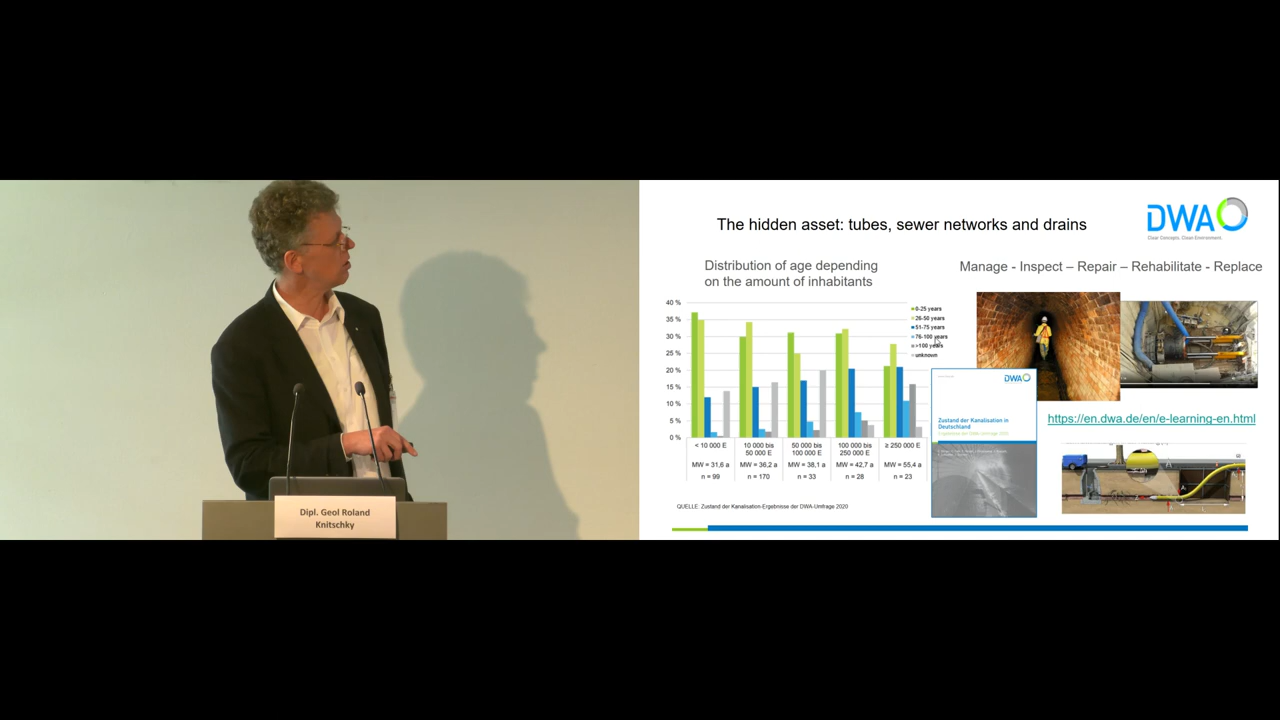 Dipl. Geol Roland
Knitschky
The hidden asset: tubes, sewer networks and drains
DWA
Clear Concepts. Clean Environment.
Distribution of age depending
on the amount of inhabitants
40 %
35 %
30 %
25 %
20 %
15 %
10 %
5 %
0 %
0-25 years
26-50 years
51-75 years
76-100 years
>100 years
unknown
< 10 000 E
10 000 bis
50 000 E
50 000 bis
100 000 E
100 000 bis
250 000 E
≥ 250 000 E
MW = 31,6 a
MW = 36,2 a
MW = 38,1 a
MW = 42,7 a
MW = 55,4 a
n = 99
n = 170
n = 33
n = 28
n = 23
QUELLE: Zustand der Kanalisation-Ergebnisse der DWA-Umfrage 2020
Manage - Inspect – Repair – Rehabilitate - Replace
DWA
Zustand der Kanalisation in
Deutschland
https://en.dwa.de/en/e-learning-en.html